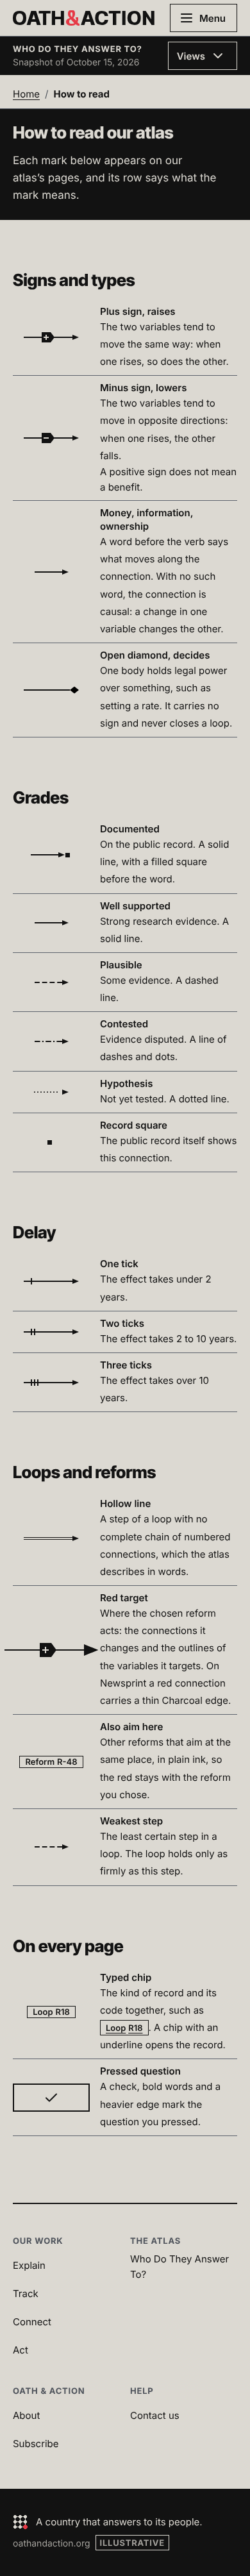 OATH&ACTION
Menu
WHO DO THEY ANSWER TO?
Snapshot of October 15, 2026
Views
Home / How to read
How to read our atlas
Each mark below appears on our
atlas's pages, and its row says what the
mark means.
Signs and types
Plus sign, raises
The two variables tend to
move the same way: when
one rises, so does the other.
Minus sign, lowers
The two variables tend to
move in opposite directions:
when one rises, the other
falls.
A positive sign does not mean
a benefit.
Money, information,
ownership
A word before the verb says
what moves along the
connection. With no such
word, the connection is
causal: a change in one
variable changes the other.
Open diamond, decides
One body holds legal power
over something, such as
setting a rate. It carries no
sign and never closes a loop.
Grades
Documented
On the public record. A solid
line, with a filled square
before the word.
Well supported
Strong research evidence. A
solid line.
Plausible
Some evidence. A dashed
line.
Contested
Evidence disputed. A line of
dashes and dots.
Hypothesis
Not yet tested. A dotted line.
Record square
The public record itself shows
this connection.
Delay
One tick
The effect takes under 2
years.
Two ticks
The effect takes 2 to 10 years.
Three ticks
The effect takes over 10
years.
Loops and reforms
Hollow line
A step of a loop with no
complete chain of numbered
connections, which the atlas
describes in words.
Red target
Where the chosen reform
acts: the connections it
changes and the outlines of
the variables it targets. On
Newsprint a red connection
carries a thin Charcoal edge.
Reform R-48
Also aim here
Other reforms that aim at the
same place, in plain ink, so
the red stays with the reform
you chose.
Weakest step
The least certain step in a
loop. The loop holds only as
firmly as this step.
On every page
Loop R18
Typed chip
The kind of record and its
code together, such as
Loop R18. A chip with an
underline opens the record.
Pressed question
A check, bold words and a
heavier edge mark the
question you pressed.
OUR WORK
Explain
Track
Connect
Act
THE ATLAS
Who Do They Answer
To?
OATH & ACTION
About
Subscribe
HELP
Contact us
A country that answers to its people.
oathandaction.org ILLUSTRATIVE